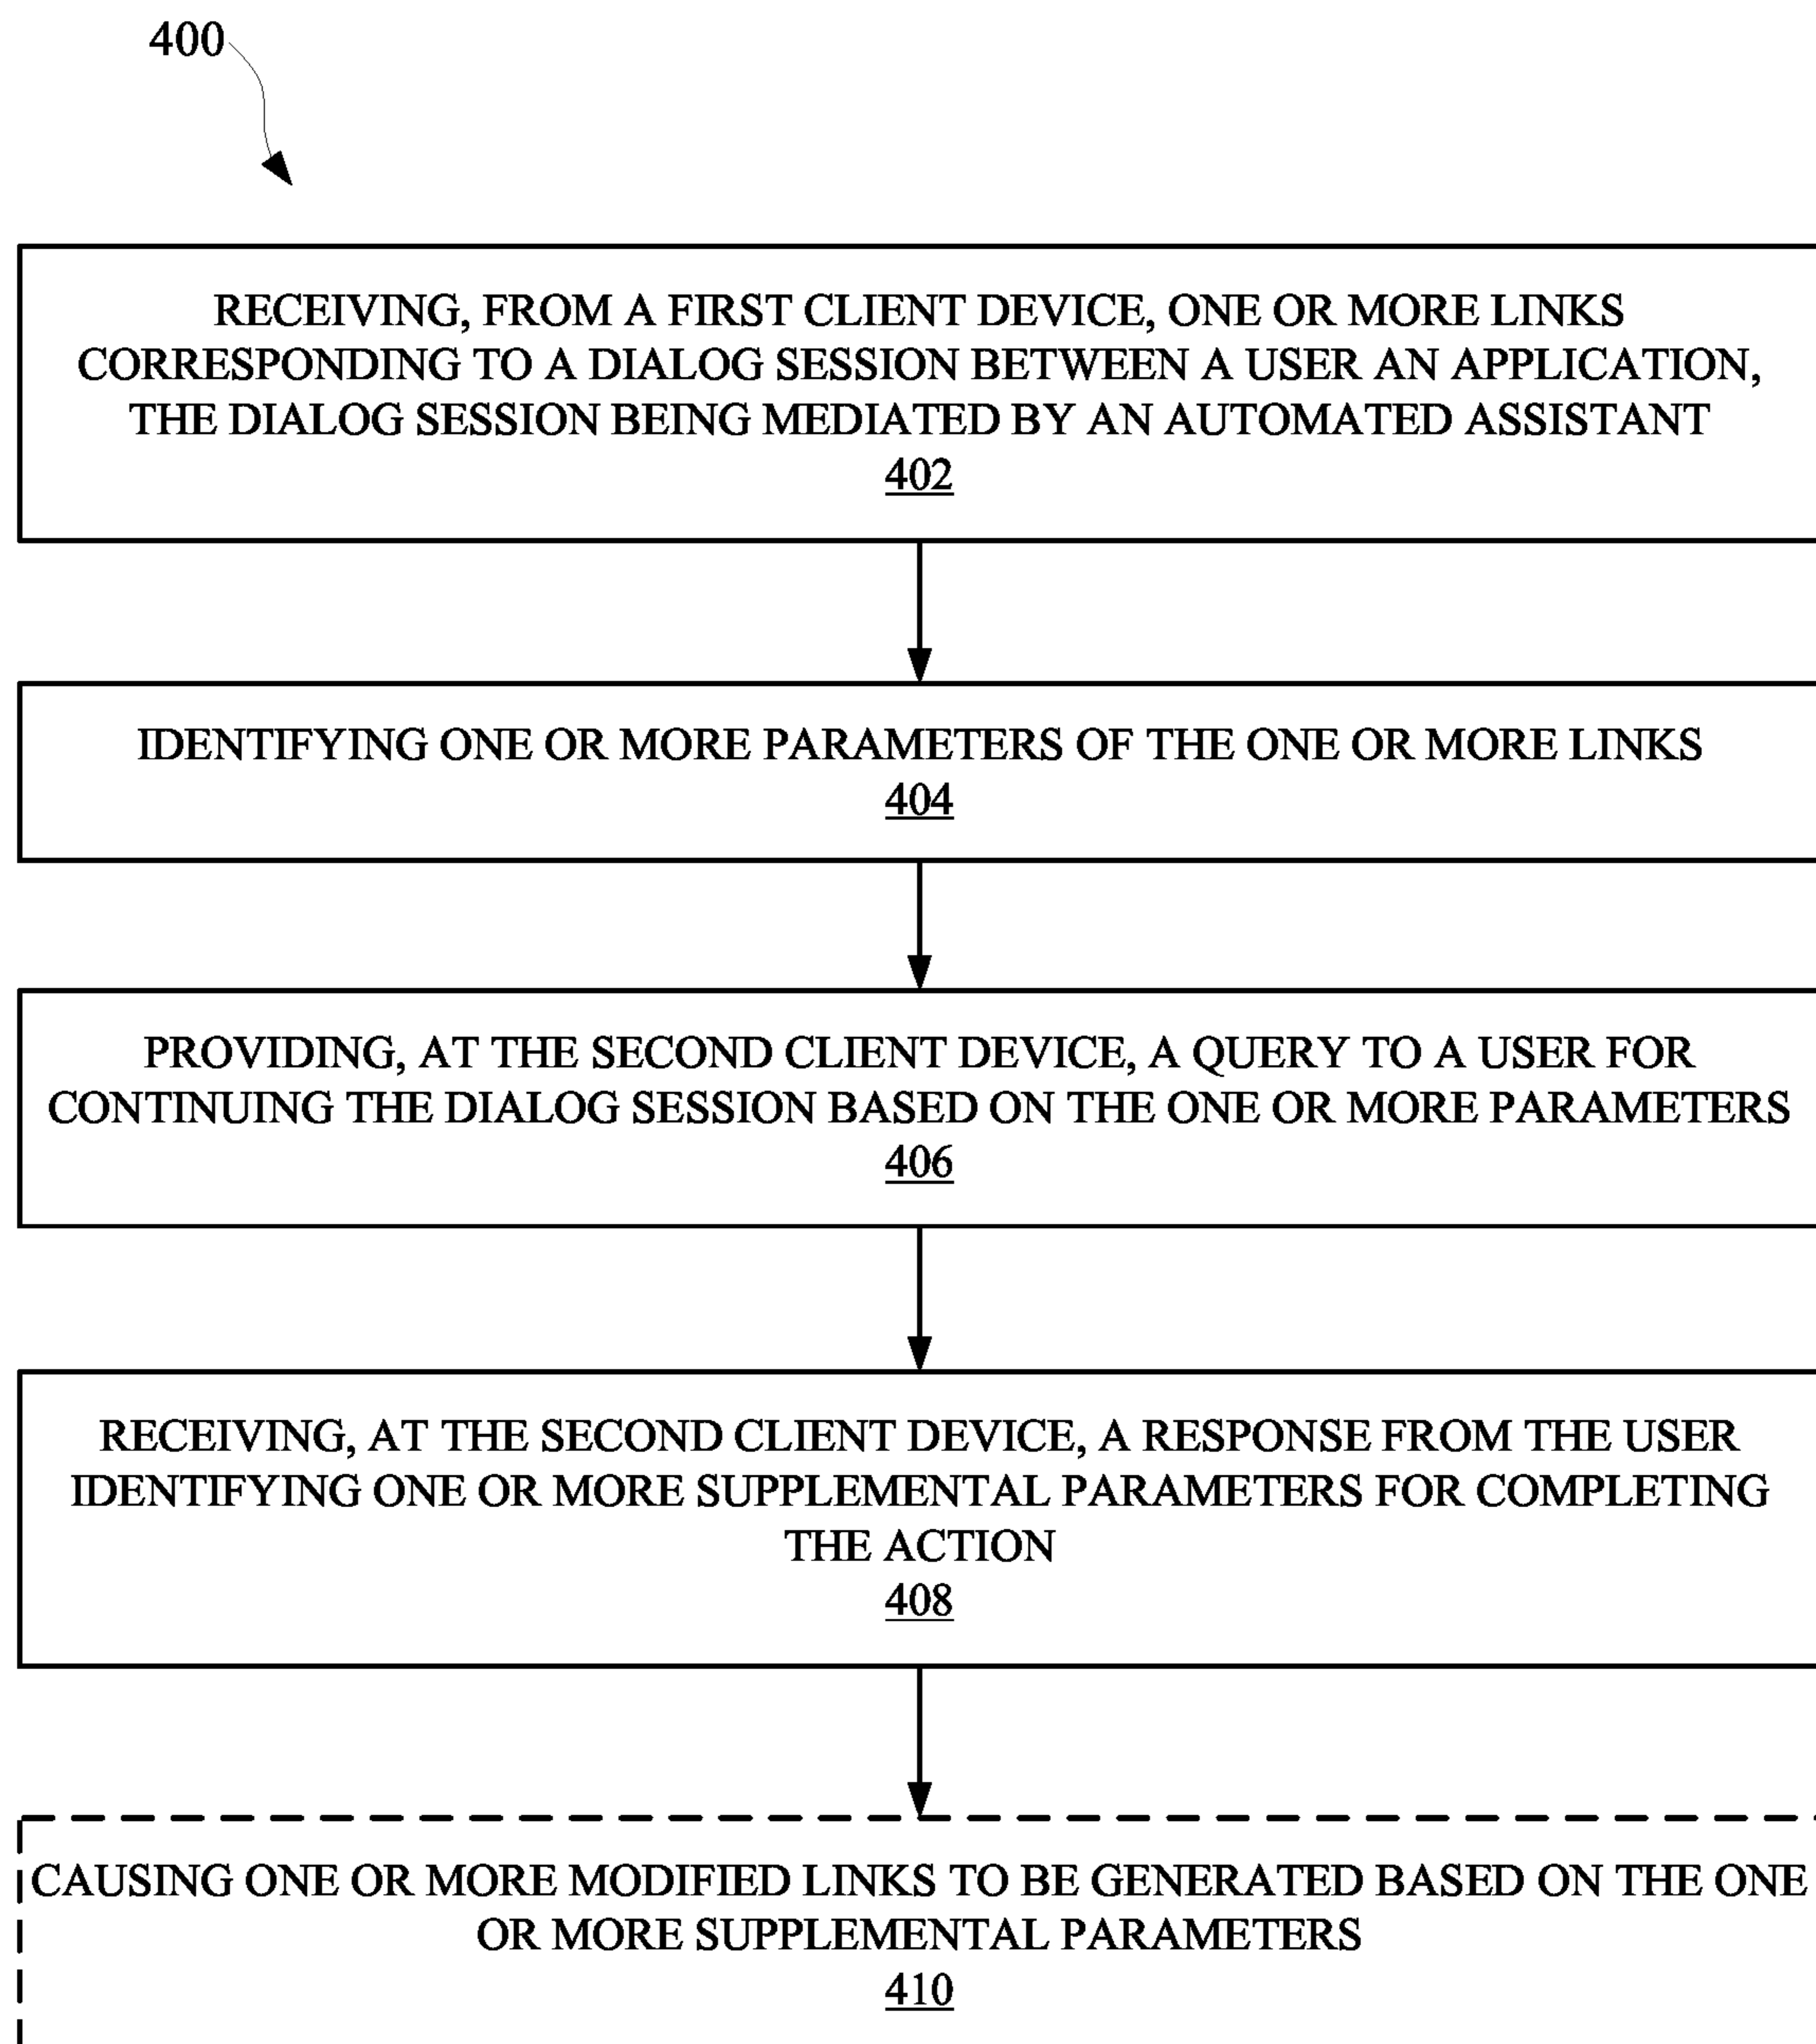 400
RECEIVING, FROM A FIRST CLIENT DEVICE, ONE OR MORE LINKS
CORRESPONDING TO A DIALOG SESSION BETWEEN A USER AN APPLICATION,
THE DIALOG SESSION BEING MEDIATED BY AN AUTOMATED ASSISTANT
402
IDENTIFYING ONE OR MORE PARAMETERS OF THE ONE OR MORE LINKS
404
PROVIDING, AT THE SECOND CLIENT DEVICE, A QUERY TO A USER FOR
CONTINUING THE DIALOG SESSION BASED ON THE ONE OR MORE PARAMETERS
406
RECEIVING, AT THE SECOND CLIENT DEVICE, A RESPONSE FROM THE USER
IDENTIFYING ONE OR MORE SUPPLEMENTAL PARAMETERS FOR COMPLETING
THE ACTION
408
CAUSING ONE OR MORE MODIFIED LINKS TO BE GENERATED BASED ON THE ONE
OR MORE SUPPLEMENTAL PARAMETERS
410